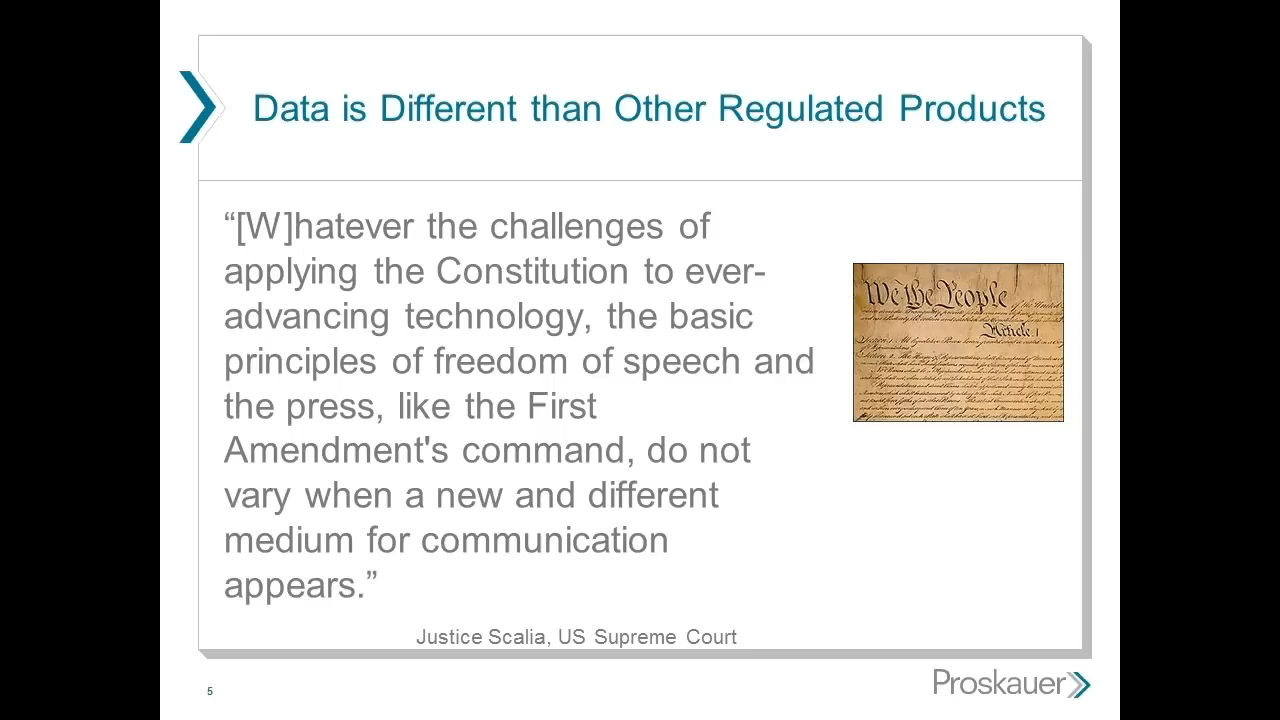 Data is Different than Other Regulated Products
“[W]hatever the challenges of
applying the Constitution to ever-
advancing technology, the basic
principles of freedom of speech and
the press, like the First
Amendment's command, do not
vary when a new and different
medium for communication
appears.”
We the People
Article I
Justice Scalia, US Supreme Court
5
Proskauer